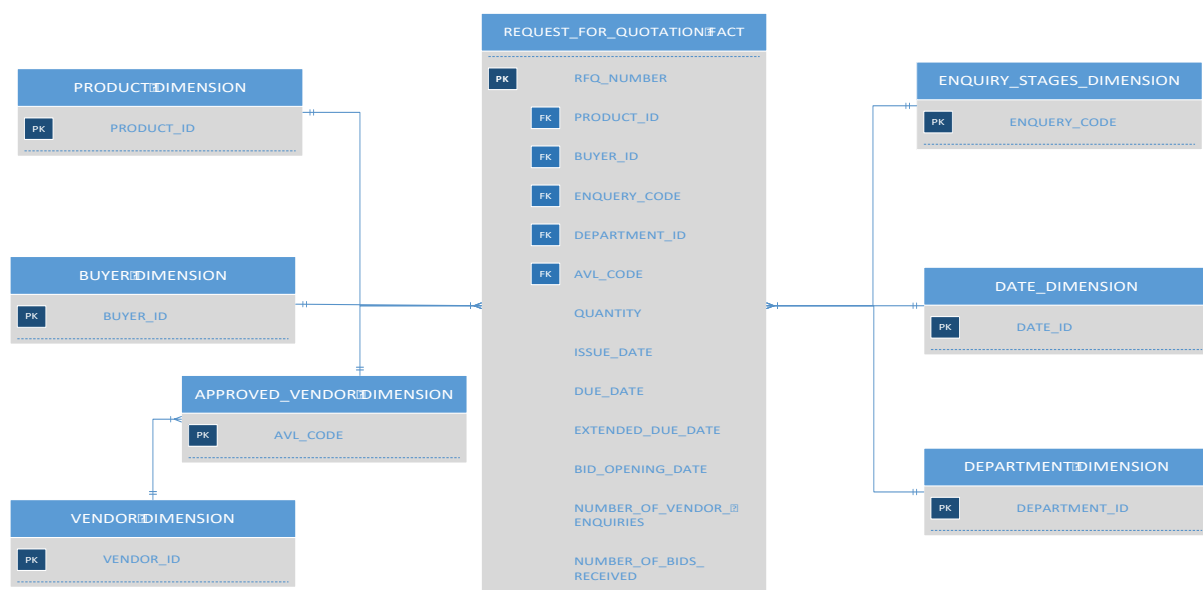 REQUEST_FOR_QUOTATION FACT
PK RFQ_NUMBER
FK PRODUCT_ID
FK BUYER_ID
FK ENQUERY_CODE
FK DEPARTMENT_ID
FK AVL_CODE
QUANTITY
ISSUE_DATE
DUE_DATE
EXTENDED_DUE_DATE
BID_OPENING_DATE
NUMBER_OF_VENDOR_
ENQUIRIES
NUMBER_OF_BIDS_
RECEIVED
PRODUCT DIMENSION
PK PRODUCT_ID
BUYER DIMENSION
PK BUYER_ID
APPROVED_VENDOR DIMENSION
PK AVL_CODE
VENDOR DIMENSION
PK VENDOR_ID
ENQUIRY_STAGES_DIMENSION
PK ENQUERY_CODE
DATE_DIMENSION
PK DATE_ID
DEPARTMENT DIMENSION
PK DEPARTMENT_ID